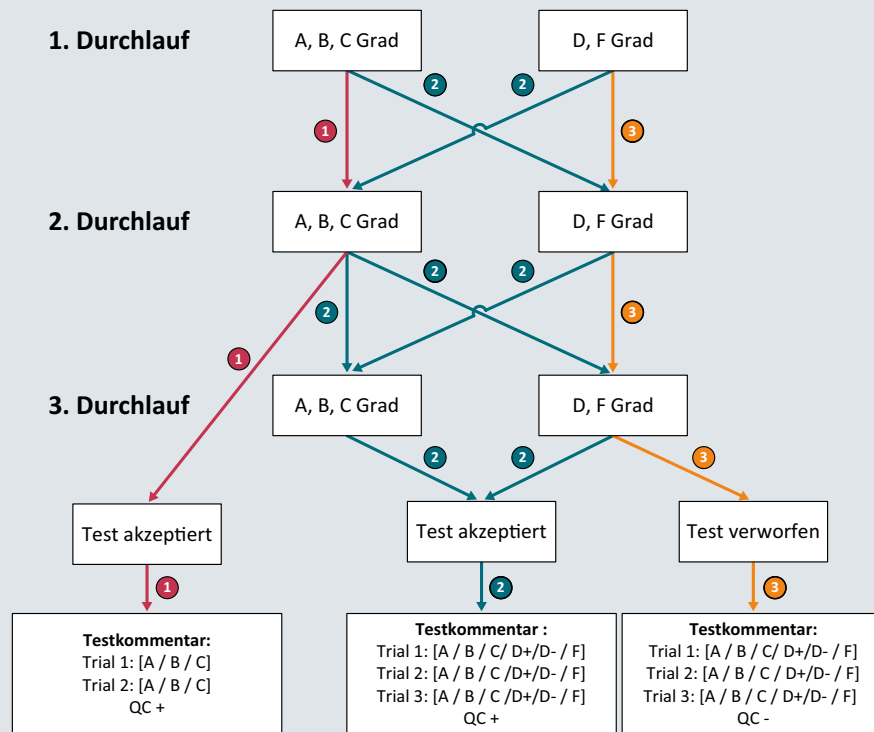 1. Durchlauf
A, B, C Grad
D, F Grad
2
2
1
3
2. Durchlauf
A, B, C Grad
D, F Grad
2
2
2
3
1
3. Durchlauf
A, B, C Grad
D, F Grad
2
2
3
Test akzeptiert
Test akzeptiert
Test verworfen
1
2
3
Testkommentar:
Trial 1: [A / B / C]
Trial 2: [A / B / C]
QC +
Testkommentar :
Trial 1: [A / B / C/ D+/D- / F]
Trial 2: [A / B / C /D+/D- / F]
Trial 3: [A / B / C /D+/D- / F]
QC +
Testkommentar:
Trial 1: [A / B / C/ D+/D- / F]
Trial 2: [A / B / C / D+/D- / F]
Trial 3: [A / B / C / D+/D- / F]
QC -